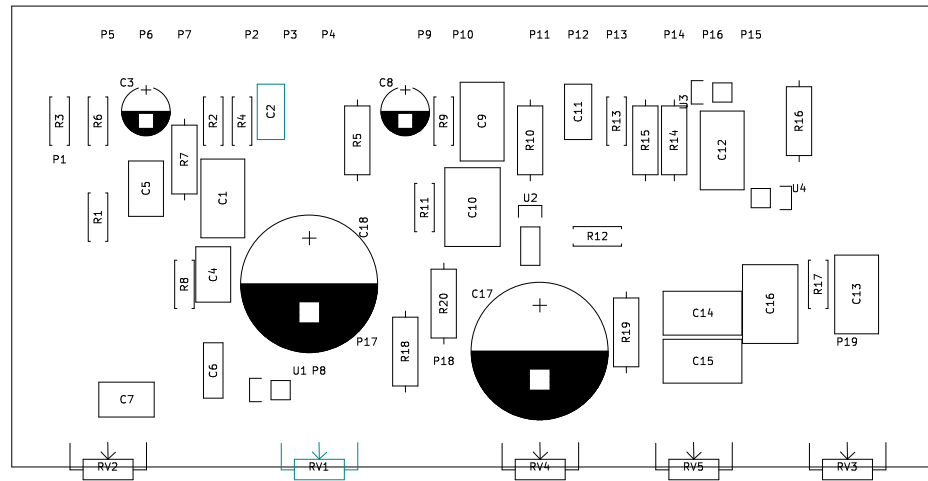 P5 P6 P7 P2 P3 P4 P9 P10 P11 P12 P13 P14 P16 P15
C3 C8
U3
R3 R6 R2 R4 C2 R5 R9 C9 R10 C11 R13 R15 R14 C12 R16
P1 R7
C5 C1 R11 C10 U2 U4
R1 C18 R12
R8 C4 C17 R20 C14 C16 R17 C13
P17 R18 P18 R19 C15 P19
C6 U1 P8
C7
RV2 RV1 RV4 RV5 RV3